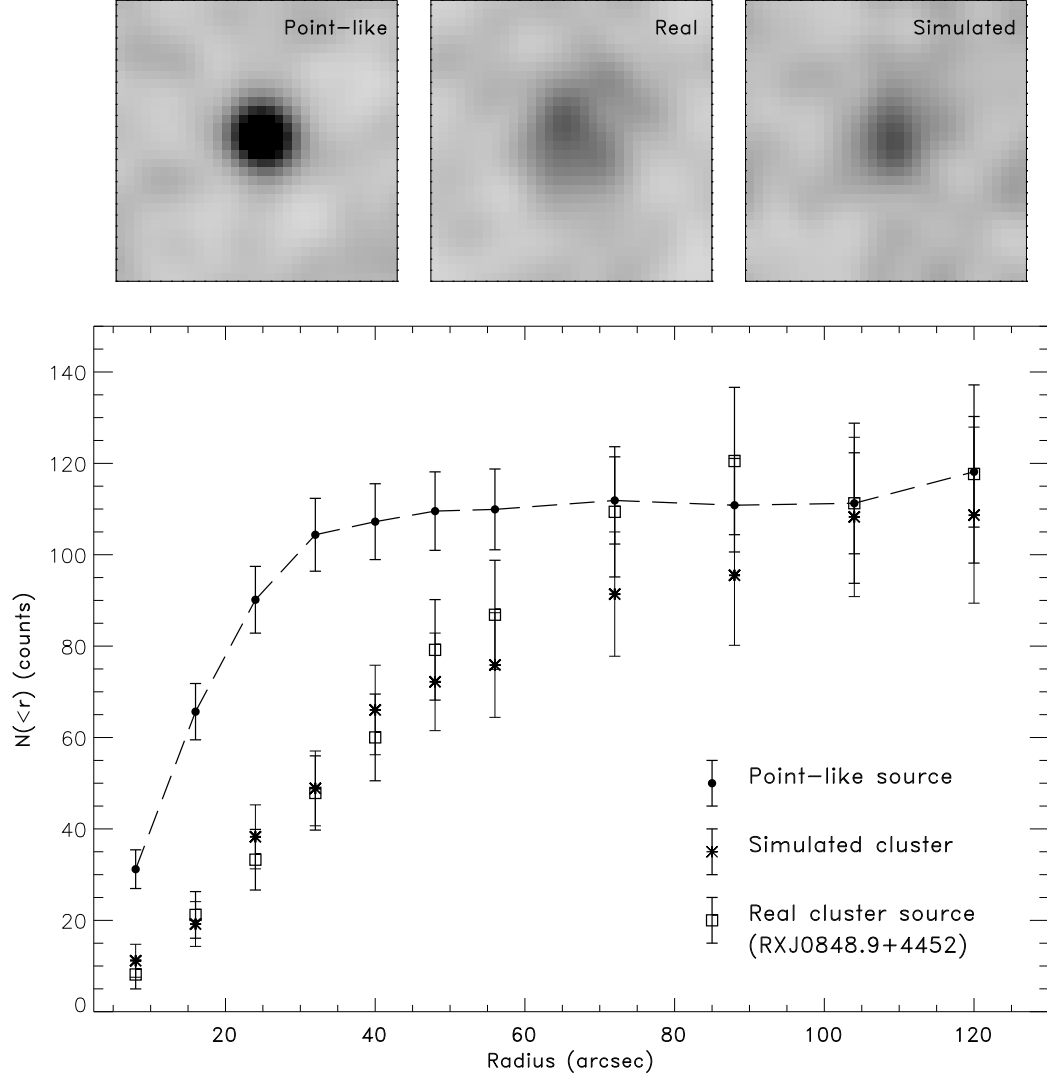 Point-like
Real
Simulated
140
120
100
80
60
40
20
0
N(<r) (counts)
Point-like source
Simulated cluster
Real cluster source
(RXJ0848.9+4452)
20 40 60 80 100 120
Radius (arcsec)